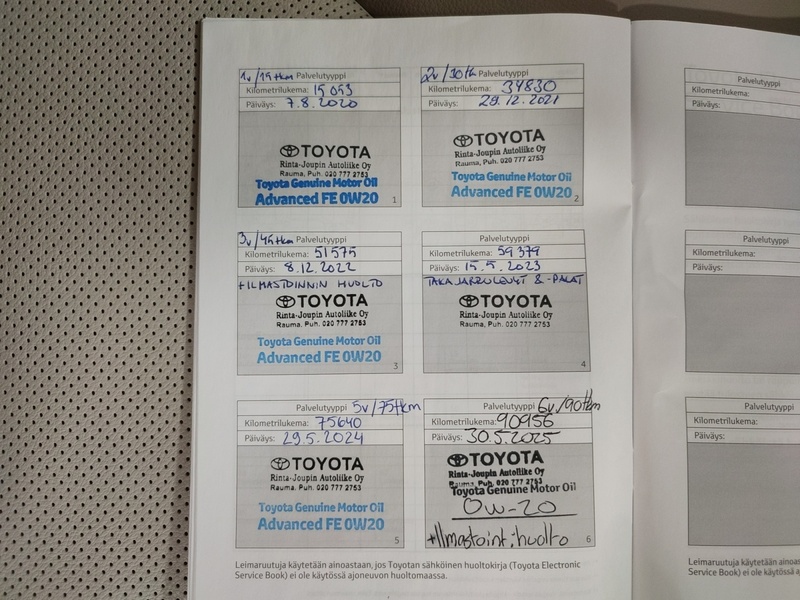 1v/15tkm Palvelutyyppi
Kilometrilukema: 15 053
Päiväys: 7.8.2020
TOYOTA
Rinta-Joupin Autoliike Oy
Rauma, Puh. 020 777 2753
Toyota Genuine Motor Oil
Advanced FE 0W20
1
2v/30tk Palvelutyyppi
Kilometrilukema: 34830
Päiväys: 29.12.2021
TOYOTA
Rinta-Joupin Autoliike Oy
Rauma, Puh. 020 777 2753
Toyota Genuine Motor Oil
Advanced FE 0W20
2
3v/45tkm Palvelutyyppi
Kilometrilukema: 51575
Päiväys: 8.12.2022
+ILMASTOINNIN HUOLTO
TOYOTA
Rinta-Joupin Autoliike Oy
Rauma, Puh. 020 777 2753
Toyota Genuine Motor Oil
Advanced FE 0W20
3
Palvelutyyppi
Kilometrilukema: 59379
Päiväys: 15.5.2023
TAKAJARRULEVYT & -PALAT
TOYOTA
Rinta-Joupin Autoliike Oy
Rauma, Puh. 020 777 2753
4
Palvelutyyppi 5v/75tkm
Kilometrilukema: 75640
Päiväys: 29.5.2024
TOYOTA
Rinta-Joupin Autoliike Oy
Rauma, Puh. 020 777 2753
Toyota Genuine Motor Oil
Advanced FE 0W20
5
Palvelutyyppi 6v./90tkm
Kilometrilukema: 90956
Päiväys: 30.5.2025
TOYOTA
Rinta-Joupin Autoliike Oy
Rauma, Puh. 020 777 2753
Toyota Genuine Motor Oil
0W-20
+Ilmastoint.huolto
6
Leimaruutuja käytetään ainoastaan, jos Toyotan sähköinen huoltokirja (Toyota Electronic
Service Book) ei ole käytössä ajoneuvon huoltomaassa.
Palvelutyyppi
Kilometrilukema:
Päiväys:
Palvelutyyppi
Kilometrilukema:
Päiväys:
Palvelutyyppi
Kilometrilukema:
Päiväys:
Leimaruutuja käytetään
Service Book) ei ole käytössä